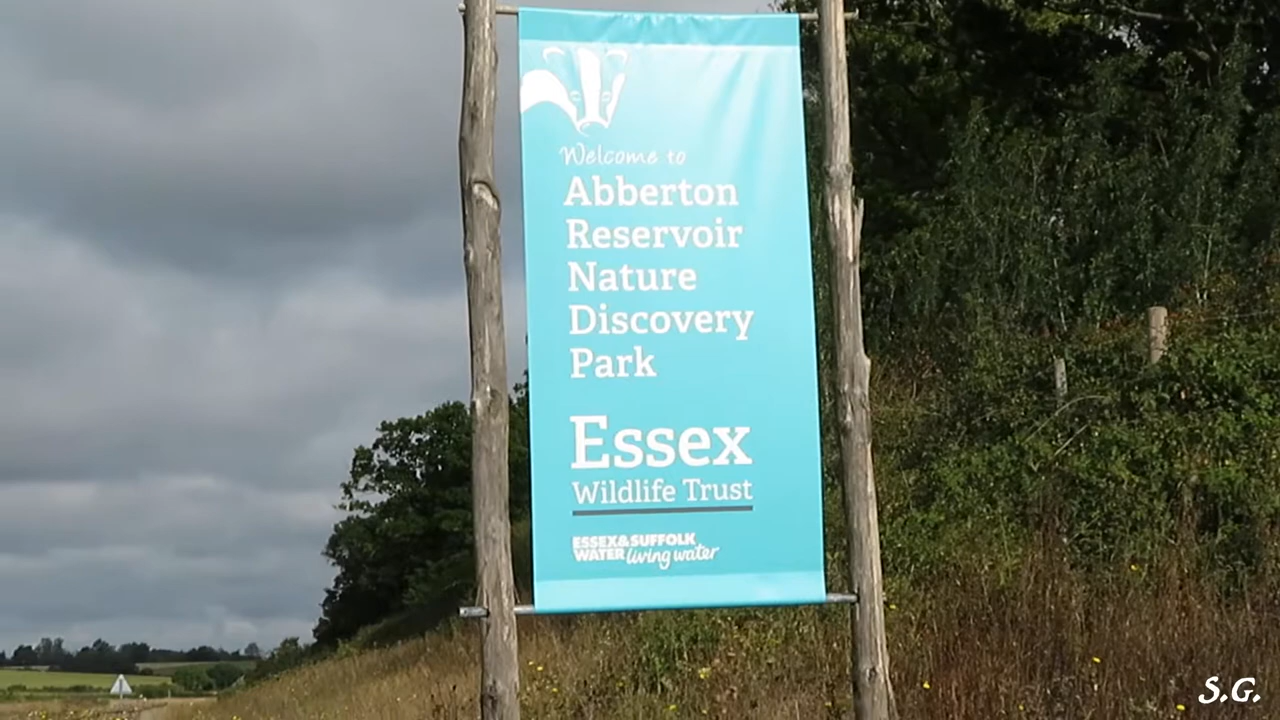 Welcome to
Abberton
Reservoir
Nature
Discovery
Park
Essex
Wildlife Trust
ESSEX&SUFFOLK
WATER living water
S.G.